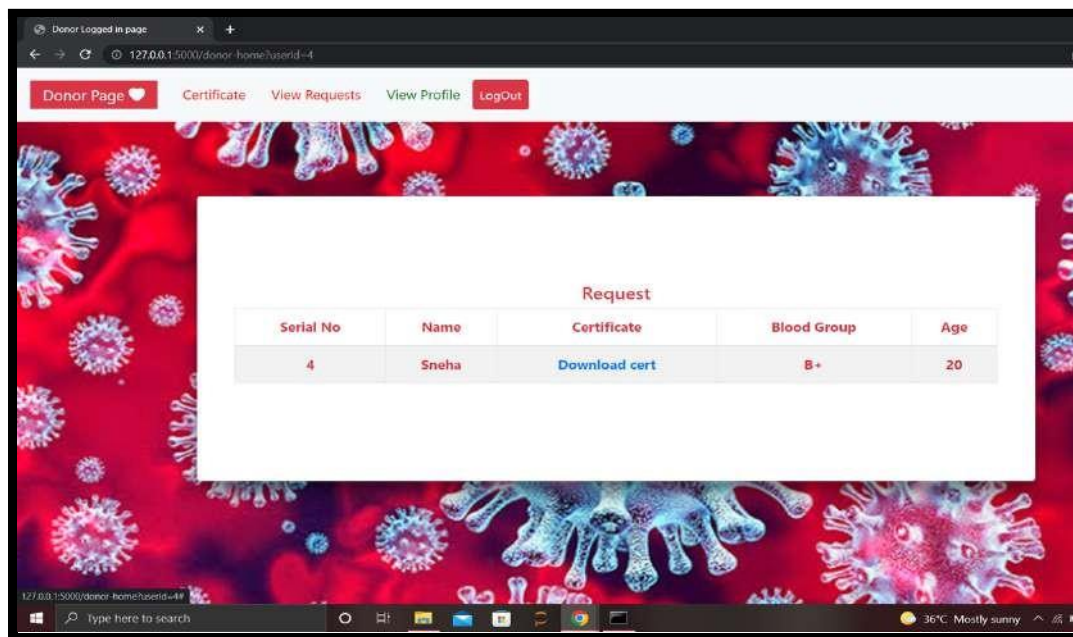 Donor Logged in page
127.0.0.1:5000/donor-home?userid=4
Donor Page Certificate View Requests View Profile LogOut
Request
Serial No Name Certificate Blood Group Age
4 Sneha Download cert B+ 20
127.0.0.1:5000/donor-home?userid=4#
Type here to search 36°C Mostly sunny